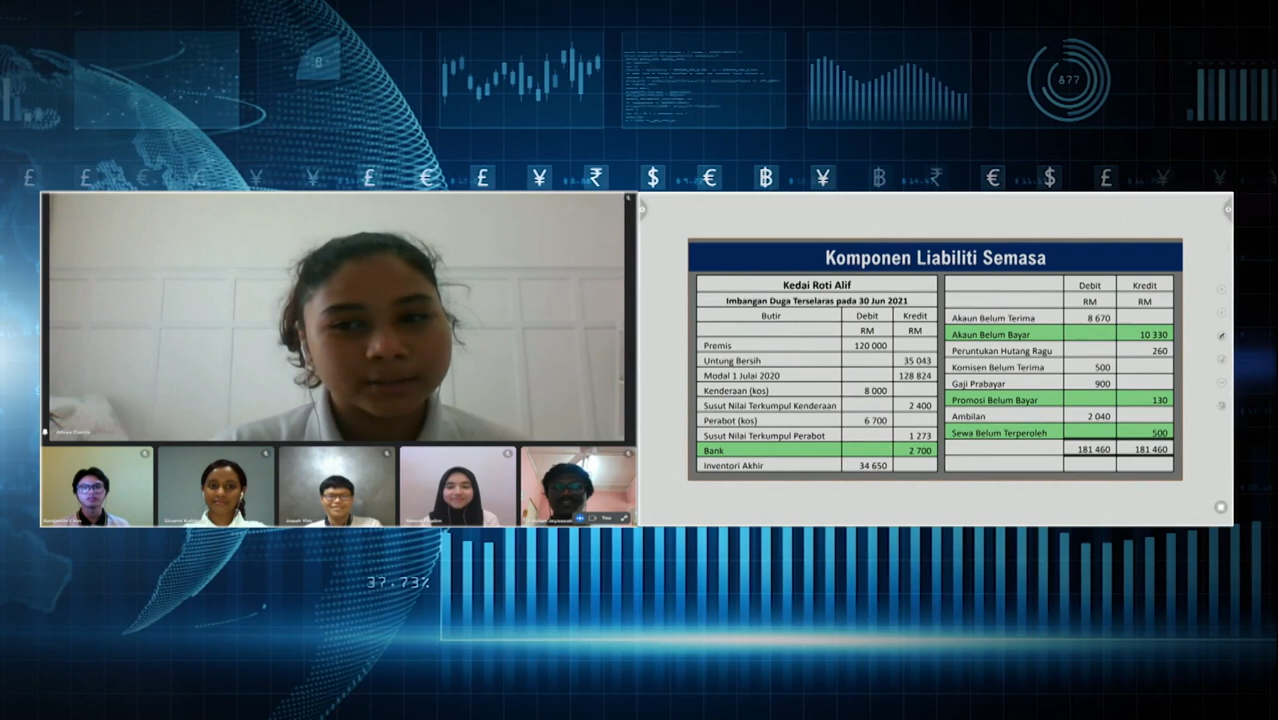 £ £ € € ¥ ¥ £ € £ ¥ ₹ $ € ฿ ¥ ฿ ₹ € $ £ ¥ ¥ ¥
877
Komponen Liabiliti Semasa
Kedai Roti Alif
Imbangan Duga Terselaras pada 30 Jun 2021
Butir Debit Kredit
RM RM
Premis 120 000
Untung Bersih 35 043
Modal 1 Julai 2020 128 824
Kenderaan (kos) 8 000
Susut Nilai Terkumpul Kenderaan 2 400
Perabot (kos) 6 700
Susut Nilai Terkumpul Perabot 1 273
Bank 2 700
Inventori Akhir 34 650
Debit Kredit
RM RM
Akaun Belum Terima 8 670
Akaun Belum Bayar 10 330
Peruntukan Hutang Ragu 260
Komisen Belum Terima 500
Gaji Prabayar 900
Promosi Belum Bayar 130
Ambilan 2 040
Sewa Belum Terperoleh 500
181 460 181 460
You
37.73%